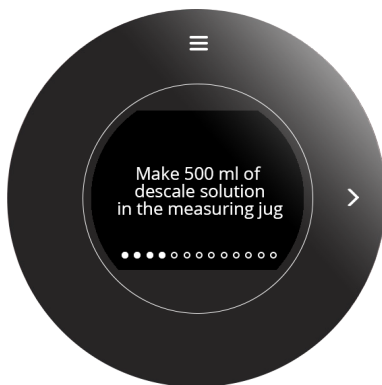 Make 500 ml of
descale solution
in the measuring jug